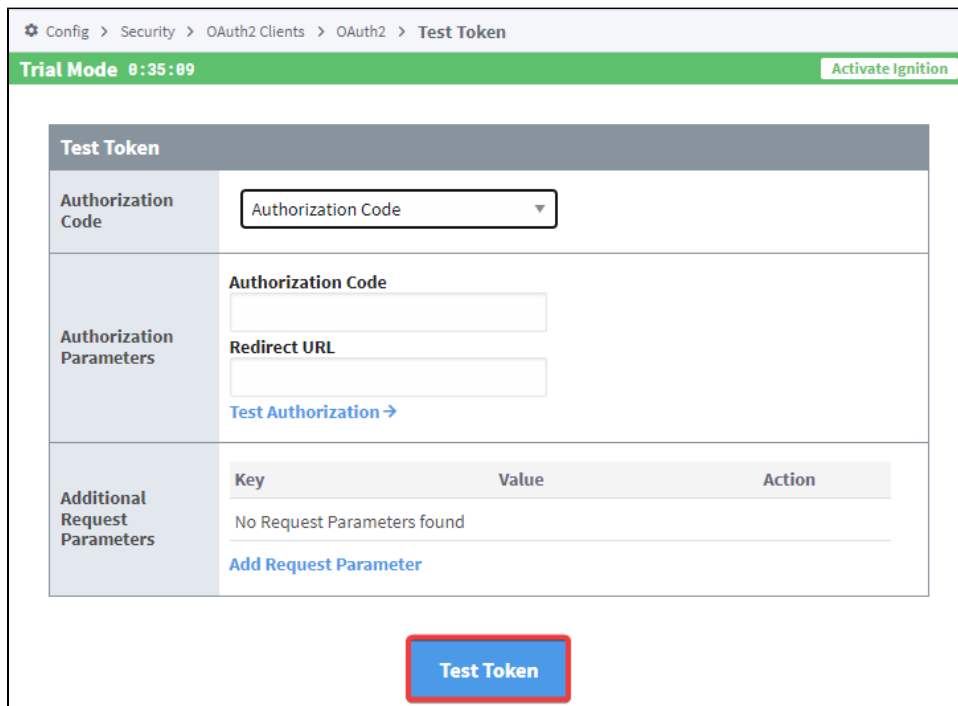 Config > Security > OAuth2 Clients > OAuth2 > Test Token
Trial Mode 0:35:09 Activate Ignition
Test Token
Authorization
Code
Authorization Code
Authorization
Parameters
Authorization Code
Redirect URL
Test Authorization →
Additional
Request
Parameters
Key Value Action
No Request Parameters found
Add Request Parameter
Test Token